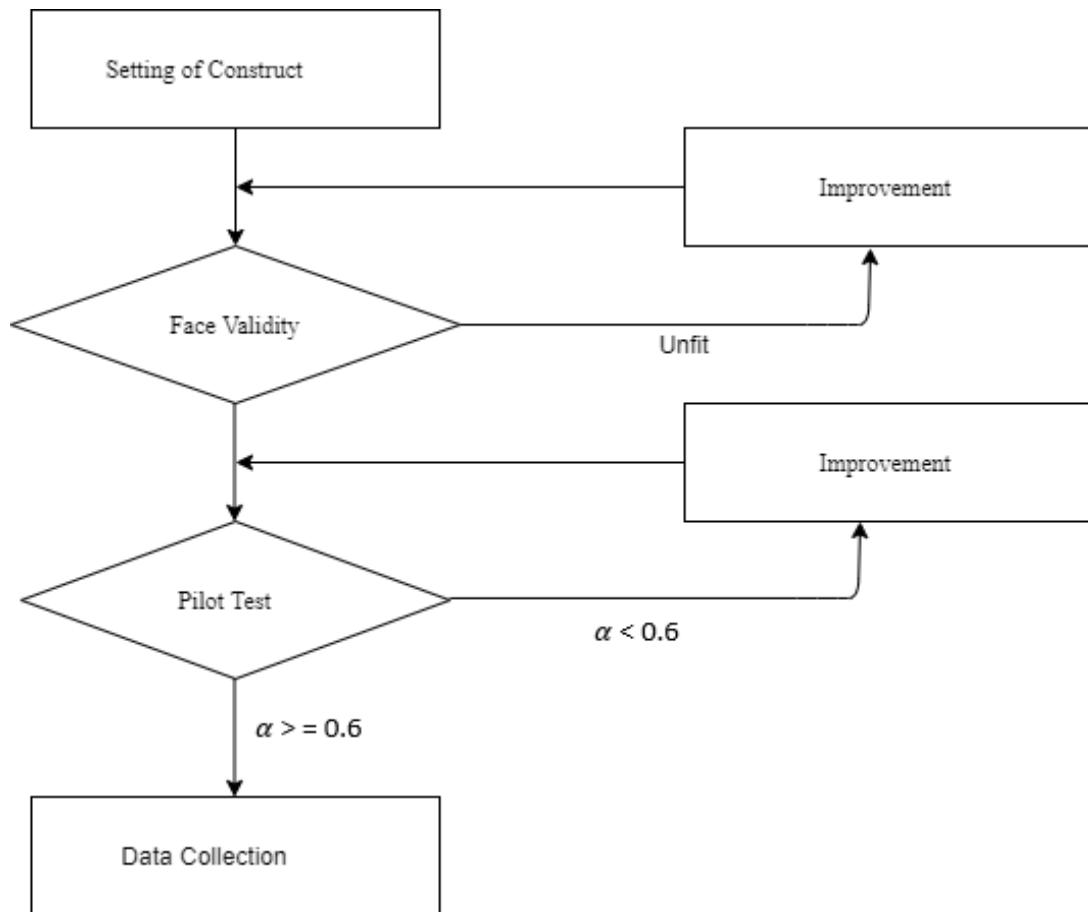 Setting of Construct
Improvement
Face Validity
Unfit
Improvement
Pilot Test
α < 0.6
α > = 0.6
Data Collection